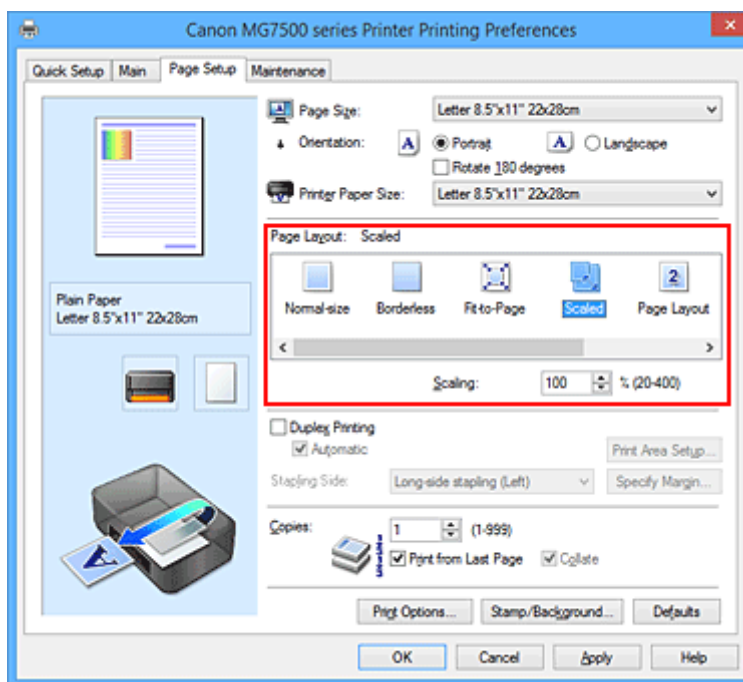 Canon MG7500 series Printer Printing Preferences
Quick Setup Main Page Setup Maintenance
Page Size: Letter 8.5"x11" 22x28cm
Orientation: A Portrait A Landscape
Rotate 180 degrees
Printer Paper Size: Letter 8.5"x11" 22x28cm
Page Layout: Scaled
Normal-size Borderless Fit-to-Page Scaled 2 Page Layout
Scaling: 100 % (20-400)
Plain Paper
Letter 8.5"x11" 22x28cm
Duplex Printing
Automatic Print Area Setup...
Stapling Side: Long-side stapling (Left) Specify Margin...
Copies: 1 (1-999)
Print from Last Page Collate
A
Print Options... Stamp/Background... Defaults
OK Cancel Apply Help